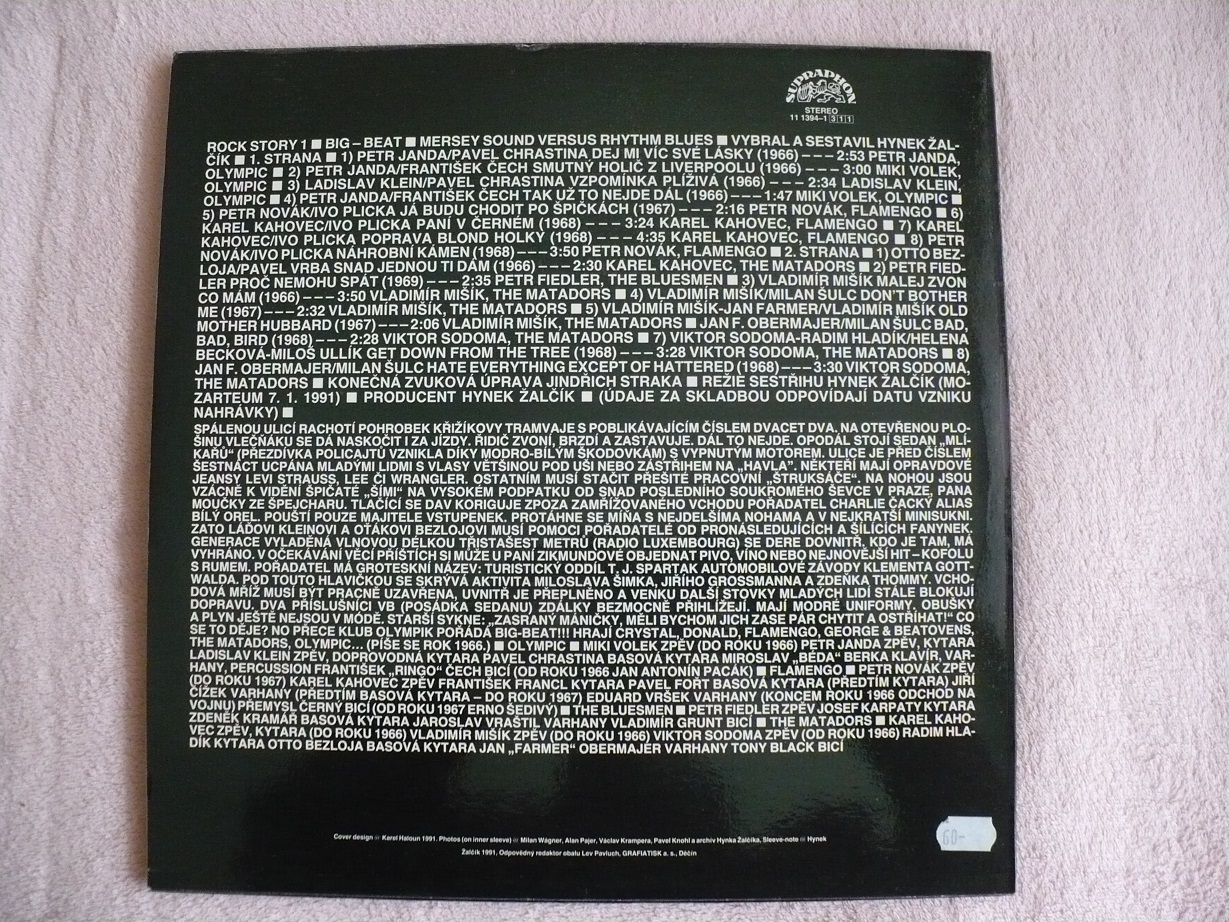 SUPRAPHON
STEREO
11 1394-1 311
ROCK STORY 1 ■ BIG – BEAT ■ MERSEY SOUND VERSUS RHYTHM BLUES ■ VYBRAL A SESTAVIL HYNEK ŽAL-
ČÍK ■ 1. STRANA ■ 1) PETR JANDA/PAVEL CHRASTINA DEJ MI VÍC SVÉ LÁSKY (1966) – – – 2:53 PETR JANDA,
OLYMPIC ■ 2) PETR JANDA/FRANTIŠEK ČECH SMUTNÝ HOLIČ Z LIVERPOOLU (1966) – – – 3:00 MIKI VOLEK,
OLYMPIC ■ 3) LADISLAV KLEIN/PAVEL CHRASTINA VZPOMÍNKA PLÍŽIVÁ (1966) – – – 2:34 LADISLAV KLEIN,
OLYMPIC ■ 4) PETR JANDA/FRANTIŠEK ČECH TAK UŽ TO NEJDE DÁL (1966) – – – 1:47 MIKI VOLEK, OLYMPIC ■
5) PETR NOVÁK/IVO PLICKA JÁ BUDU CHODIT PO ŠPIČKÁCH (1967) – – – 2:16 PETR NOVÁK, FLAMENGO ■ 6)
KAREL KAHOVEC/IVO PLICKA PANÍ V ČERNÉM (1968) – – – 3:24 KAREL KAHOVEC, FLAMENGO ■ 7) KAREL
KAHOVEC/IVO PLICKA POPRAVA BLOND HOLKY (1968) – – – 4:35 KAREL KAHOVEC, FLAMENGO ■ 8) PETR
NOVÁK/IVO PLICKA NÁHROBNÍ KÁMEN (1968) – – – 3:50 PETR NOVÁK, FLAMENGO ■ 2. STRANA ■ 1) OTTO BEZ-
LOJA/PAVEL VRBA SNAD JEDNOU TI DÁM (1966) – – – 2:30 KAREL KAHOVEC, THE MATADORS ■ 2) PETR FIED-
LER PROČ NEMOHU SPÁT (1969) – – – 2:35 PETR FIEDLER, THE BLUESMEN ■ 3) VLADIMÍR MIŠÍK MALEJ ZVON
CO MÁM (1966) – – – 3:50 VLADIMÍR MIŠÍK, THE MATADORS ■ 4) VLADIMÍR MIŠÍK/MILAN ŠULC DON'T BOTHER
ME (1967) – – – 2:32 VLADIMÍR MIŠÍK, THE MATADORS ■ 5) VLADIMÍR MIŠÍK-JAN FARMER/VLADIMÍR MIŠÍK OLD
MOTHER HUBBARD (1967) – – – 2:06 VLADIMÍR MIŠÍK, THE MATADORS ■ JAN F. OBERMAJER/MILAN ŠULC BAD,
BAD, BIRD (1968) – – – 2:28 VIKTOR SODOMA, THE MATADORS ■ 7) VIKTOR SODOMA-RADIM HLADÍK/HELENA
BECKOVÁ-MILOŠ ULLÍK GET DOWN FROM THE TREE (1968) – – – 3:28 VIKTOR SODOMA, THE MATADORS ■ 8)
JAN F. OBERMAJER/MILAN ŠULC HATE EVERYTHING EXCEPT OF HATTERED (1968) – – – 3:30 VIKTOR SODOMA,
THE MATADORS ■ KONEČNÁ ZVUKOVÁ ÚPRAVA JINDŘICH STRAKA ■ REŽIE SESTŘIHU HYNEK ŽALČÍK (MO-
ZARTEUM 7. 1. 1991) ■ PRODUCENT HYNEK ŽALČÍK ■ (ÚDAJE ZA SKLADBOU ODPOVÍDAJÍ DATU VZNIKU
NAHRÁVKY) ■
SPÁLENOU ULICÍ RACHOTÍ POHROBEK KŘIŽÍKOVY TRAMVAJE S POBLIKÁVAJÍCÍM ČÍSLEM DVACET DVA. NA OTEVŘENOU PLO-
ŠINU VLEČŇÁKU SE DÁ NASKOČIT I ZA JÍZDY. ŘIDIČ ZVONÍ, BRZDÍ A ZASTAVUJE. DÁL TO NEJDE. OPODÁL STOJÍ SEDAN „MLÍ-
KAŘŮ“ (PŘEZDÍVKA POLICAJTŮ VZNIKLA DÍKY MODRO-BÍLÝM ŠKODOVKÁM) S VYPNUTÝM MOTOREM. ULICE JE PŘED ČÍSLEM
ŠESTNÁCT UCPÁNA MLADÝMI LIDMI S VLASY VĚTŠINOU POD UŠI NEBO ZÁSTŘIHEM NA „HAVLA“. NĚKTEŘÍ MAJÍ OPRAVDOVÉ
JEANSY LEVI STRAUSS, LEE ČI WRANGLER. OSTATNÍM MUSÍ STAČIT PŘEŠITÉ PRACOVNÍ „ŠTRUKSÁČE“. NA NOHOU JSOU
VZÁCNĚ K VIDĚNÍ ŠPIČATÉ „ŠÍMI“ NA VYSOKÉM PODPATKU OD SNAD POSLEDNÍHO SOUKROMÉHO ŠEVCE V PRAZE, PANA
MOUČKY ZE ŠPEJCHARU. TLAČÍCÍ SE DAV KORIGUJE ZPOZA ZAMŘÍŽOVANÉHO VCHODU POŘADATEL CHARLIE ČACKÝ ALIAS
BÍLÝ OREL. POUŠTÍ POUZE MAJITELE VSTUPENEK. PROTÁHNE SE MÍŇA S NEJDELŠÍMA NOHAMA A V NEJKRATŠÍ MINISUKNI.
ZATO LÁĎOVI KLEINOVI A OŤÁKOVI BEZLOJOVI MUSÍ POMOCI POŘADATELÉ OD PRONÁSLEDUJÍCÍCH A ŠÍLÍCÍCH FANYNEK.
GENERACE VYLADĚNÁ VLNOVOU DÉLKOU TŘISTAŠEST METRŮ (RADIO LUXEMBOURG) SE DERE DOVNITŘ, KDO JE TAM, MÁ
VYHRÁNO. V OČEKÁVÁNÍ VĚCÍ PŘÍŠTÍCH SI MŮŽE U PANÍ ZIKMUNDOVÉ OBJEDNAT PIVO, VÍNO NEBO NEJNOVĚJŠÍ HIT – KOFOLU
S RUMEM. POŘADATEL MÁ GROTESKNÍ NÁZEV: TURISTICKÝ ODDÍL T. J. SPARTAK AUTOMOBILOVÉ ZÁVODY KLEMENTA GOTT-
WALDA. POD TOUTO HLAVIČKOU SE SKRÝVÁ AKTIVITA MILOSLAVA ŠIMKA, JIŘÍHO GROSSMANNA A ZDEŇKA THOMMY. VCHO-
DOVÁ MŘÍŽ MUSÍ BÝT PRACNĚ UZAVŘENA, UVNITŘ JE PŘEPLNĚNO A VENKU DALŠÍ STOVKY MLADÝCH LIDÍ STÁLE BLOKUJÍ
DOPRAVU. DVA PŘÍSLUŠNÍCI VB (POSÁDKA SEDANU) ZDÁLKY BEZMOCNĚ PŘIHLÍŽEJÍ. MAJÍ MODRÉ UNIFORMY. OBUŠKY
A PLYN JEŠTĚ NEJSOU V MÓDĚ. STARŠÍ SYKNE: „ZASRANÝ MÁNIČKY, MĚLI BYCHOM JICH ZASE PÁR CHYTIT A OSTŘÍHAT!“ CO
SE TO DĚJE? NO PŘECE KLUB OLYMPIK POŘÁDÁ BIG-BEAT!!! HRAJÍ CRYSTAL, DONALD, FLAMENGO, GEORGE & BEATOVENS,
THE MATADORS, OLYMPIC... (PÍŠE SE ROK 1966.) ■ OLYMPIC ■ MIKI VOLEK ZPĚV (DO ROKU 1966) PETR JANDA ZPĚV, KYTARA
LADISLAV KLEIN ZPĚV, DOPROVODNÁ KYTARA PAVEL CHRASTINA BASOVÁ KYTARA MIROSLAV „BÉĎA“ BERKA KLAVÍR, VAR-
HANY, PERCUSSION FRANTIŠEK „RINGO“ ČECH BICÍ (OD ROKU 1966 JAN ANTONÍN PACÁK) ■ FLAMENGO ■ PETR NOVÁK ZPĚV
(DO ROKU 1967) KAREL KAHOVEC ZPĚV FRANTIŠEK FRANCL KYTARA PAVEL FOŘT BASOVÁ KYTARA (PŘEDTÍM KYTARA) JIŘÍ
ČÍŽEK VARHANY (PŘEDTÍM BASOVÁ KYTARA – DO ROKU 1967) EDUARD VRŠEK VARHANY (KONCEM ROKU 1966 ODCHOD NA
VOJNU) PŘEMYSL ČERNÝ BICÍ (OD ROKU 1967 ERNO ŠEDIVÝ) ■ THE BLUESMEN ■ PETR FIEDLER ZPĚV JOSEF KARPATY KYTARA
ZDENĚK KRAMÁŘ BASOVÁ KYTARA JAROSLAV VRAŠTIL VARHANY VLADIMÍR GRUNT BICÍ ■ THE MATADORS ■ KAREL KAHO-
VEC ZPĚV, KYTARA (DO ROKU 1966) VLADIMÍR MIŠÍK ZPĚV (DO ROKU 1966) VIKTOR SODOMA ZPĚV (OD ROKU 1966) RADIM HLA-
DÍK KYTARA OTTO BEZLOJA BASOVÁ KYTARA JAN „FARMER“ OBERMAJER VARHANY TONY BLACK BICÍ
Cover design ■ Karel Haloun 1991. Photos (on inner sleeve) ■ Milan Wágner, Alan Pajer, Václav Krampera, Pavel Knohl a archív Hynka Žalčíka, Sleeve-note ■ Hynek
Žalčík 1991, Odpovědný redaktor obalu Lev Pavluch, GRAFIATISK a. s., Děčín
60-